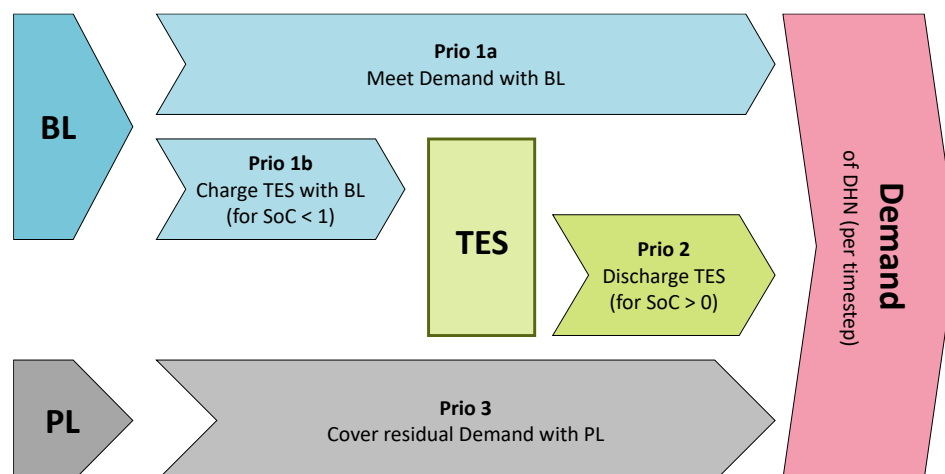 BL
Prio 1a
Meet Demand with BL
Prio 1b
Charge TES with BL
(for SoC < 1)
TES
Prio 2
Discharge TES
(for SoC > 0)
PL
Prio 3
Cover residual Demand with PL
Demand
of DHN (per timestep)